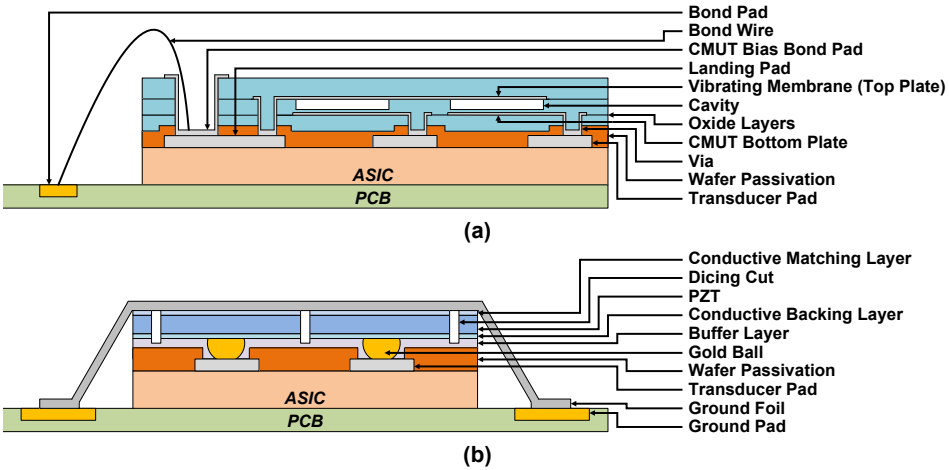 Bond Pad
Bond Wire
CMUT Bias Bond Pad
Landing Pad
Vibrating Membrane (Top Plate)
Cavity
Oxide Layers
CMUT Bottom Plate
Via
Wafer Passivation
Transducer Pad
ASIC
PCB
(a)
Conductive Matching Layer
Dicing Cut
PZT
Conductive Backing Layer
Buffer Layer
Gold Ball
Wafer Passivation
Transducer Pad
Ground Foil
Ground Pad
ASIC
PCB
(b)